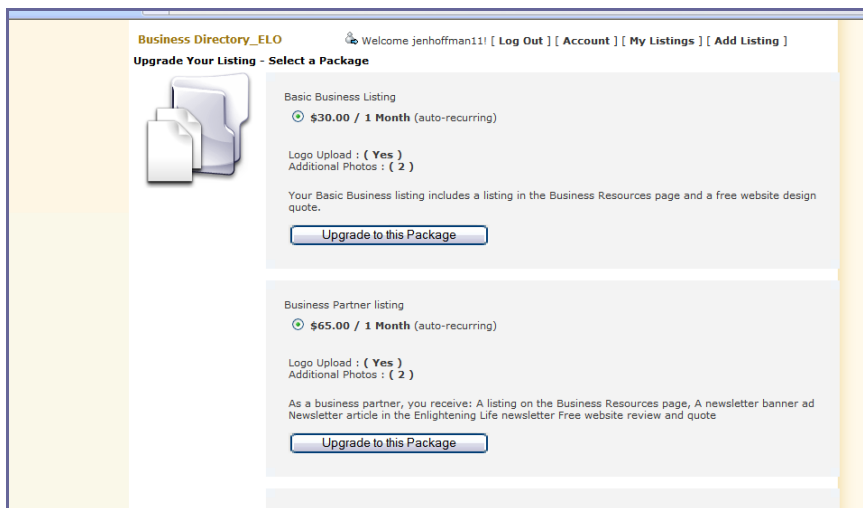 Business Directory_ELO
Welcome jenhoffman11! [ Log Out ] [ Account ] [ My Listings ] [ Add Listing ]
Upgrade Your Listing - Select a Package
Basic Business Listing
$30.00 / 1 Month (auto-recurring)
Logo Upload : ( Yes )
Additional Photos : ( 2 )
Your Basic Business listing includes a listing in the Business Resources page and a free website design
quote.
Upgrade to this Package
Business Partner listing
$65.00 / 1 Month (auto-recurring)
Logo Upload : ( Yes )
Additional Photos : ( 2 )
As a business partner, you receive: A listing on the Business Resources page, A newsletter banner ad
Newsletter article in the Enlightening Life newsletter Free website review and quote
Upgrade to this Package